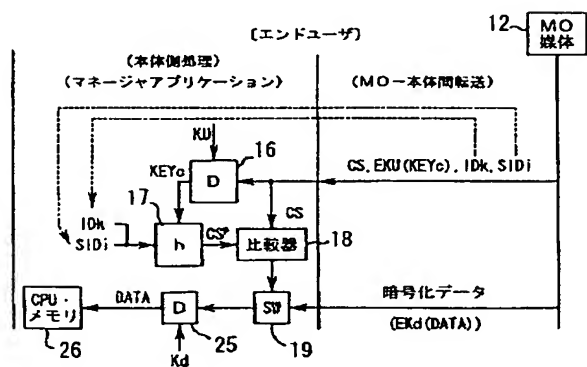 [エンドユーザ]
12
MO
媒体
(本体側処理)
(マネージャアプリケーション)
(MO－本体間転送)
KU
16
KEYc
D
CS, EKU(KEYc), IDk, SIDi
17
CS
IDk
SIDi
h
CS'
比較器
18
CPU・
メモリ
DATA
D
SW
暗号化データ
(EKd(DATA))
26
25
19
Kd